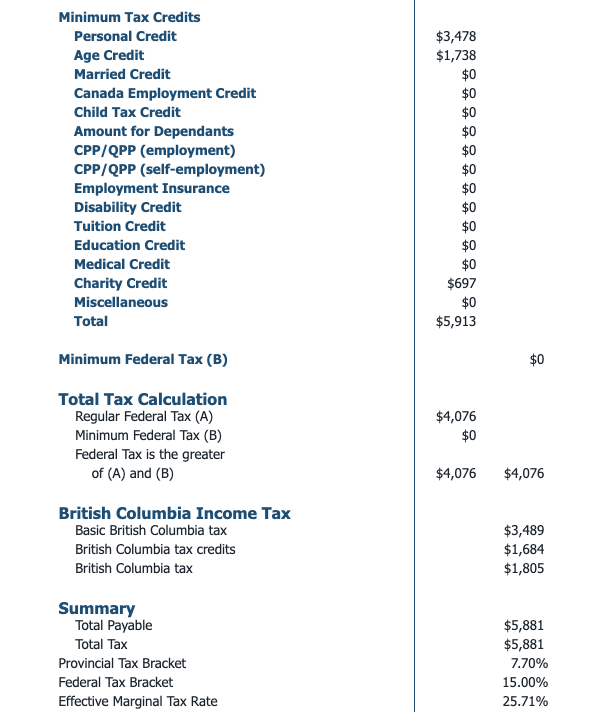 Minimum Tax Credits
Personal Credit $3,478
Age Credit $1,738
Married Credit $0
Canada Employment Credit $0
Child Tax Credit $0
Amount for Dependants $0
CPP/QPP (employment) $0
CPP/QPP (self-employment) $0
Employment Insurance $0
Disability Credit $0
Tuition Credit $0
Education Credit $0
Medical Credit $0
Charity Credit $697
Miscellaneous $0
Total $5,913
Minimum Federal Tax (B) $0
Total Tax Calculation
Regular Federal Tax (A) $4,076
Minimum Federal Tax (B) $0
Federal Tax is the greater
of (A) and (B) $4,076 $4,076
British Columbia Income Tax
Basic British Columbia tax $3,489
British Columbia tax credits $1,684
British Columbia tax $1,805
Summary
Total Payable $5,881
Total Tax $5,881
Provincial Tax Bracket 7.70%
Federal Tax Bracket 15.00%
Effective Marginal Tax Rate 25.71%